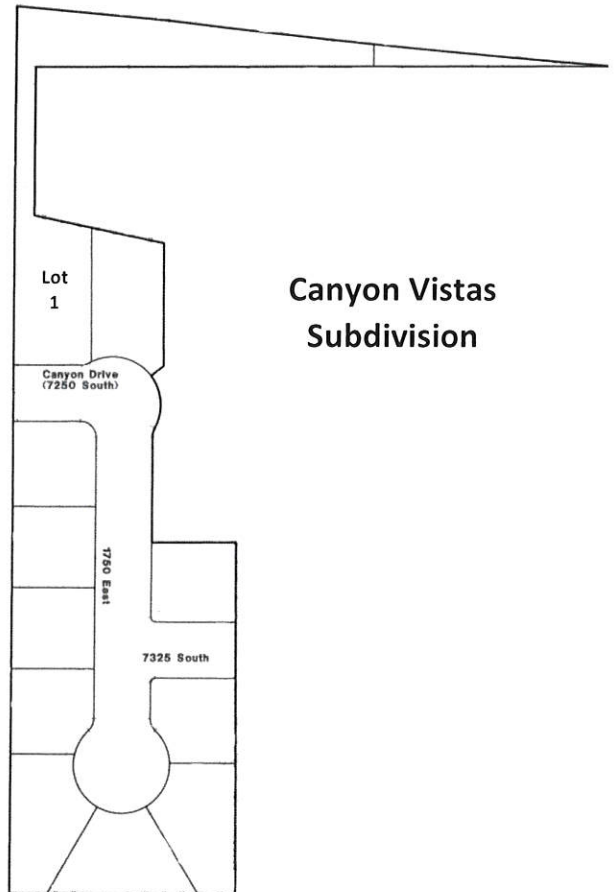 Canyon Vistas
Subdivision
Lot
1
Canyon Drive
(7250 South)
1750 East
7325 South